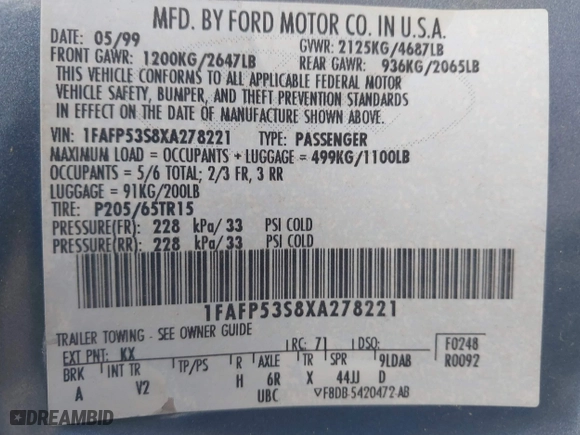 MFD. BY FORD MOTOR CO. IN U.S.A.
DATE: 05/99 GVWR: 2125KG/4687LB
FRONT GAWR: 1200KG/2647LB REAR GAWR: 936KG/2065LB
THIS VEHICLE CONFORMS TO ALL APPLICABLE FEDERAL MOTOR
VEHICLE SAFETY, BUMPER, AND THEFT PREVENTION STANDARDS
IN EFFECT ON THE DATE OF MANUFACTURE SHOWN ABOVE.
VIN: 1FAFP53S8XA278221 TYPE: PASSENGER
MAXIMUM LOAD = OCCUPANTS + LUGGAGE = 499KG/1100LB
OCCUPANTS = 5/6 TOTAL; 2/3 FR, 3 RR
LUGGAGE = 91KG/200LB
TIRE: P205/65TR15
PRESSURE(FR): 228 kPa/ 33 PSI COLD
PRESSURE(RR): 228 kPa/ 33 PSI COLD
1FAFP53S8XA278221
TRAILER TOWING - SEE OWNER GUIDE
EXT PNT: KX RC: 71 DSO: F0248
BRK INT TR TP/PS R AXLE TR SPR 9LDAB R0092
A V2 H 6R X 44JJ D
UBC VF8DB-5420472-AB
DREAMBID